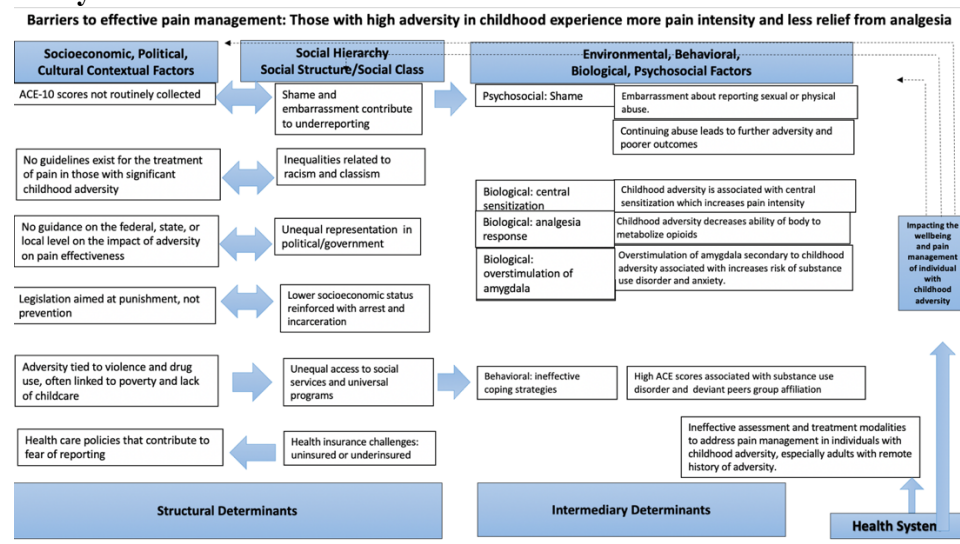 Barriers to effective pain management: Those with high adversity in childhood experience more pain intensity and less relief from analgesia
Socioeconomic, Political,
Cultural Contextual Factors
Social Hierarchy
Social Structure/Social Class
Environmental, Behavioral,
Biological, Psychosocial Factors
ACE-10 scores not routinely collected
Shame and
embarrassment contribute
to underreporting
Psychosocial: Shame
Embarrassment about reporting sexual or physical
abuse.
Continuing abuse leads to further adversity and
poorer outcomes
No guidelines exist for the treatment
of pain in those with significant
childhood adversity
Inequalities related to
racism and classism
Biological: central
sensitization
Childhood adversity is associated with central
sensitization which increases pain intensity
No guidance on the federal, state, or
local level on the impact of adversity
on pain effectiveness
Unequal representation in
political/government
Biological: analgesia
response
Childhood adversity decreases ability of body to
metabolize opioids
Biological:
overstimulation of
amygdala
Overstimulation of amygdala secondary to childhood
adversity associated with increases risk of substance
use disorder and anxiety.
Impacting the
wellbeing
and pain
management
of individual
with
childhood
adversity
Legislation aimed at punishment, not
prevention
Lower socioeconomic status
reinforced with arrest and
incarceration
Adversity tied to violence and drug
use, often linked to poverty and lack
of childcare
Unequal access to social
services and universal
programs
Behavioral: ineffective
coping strategies
High ACE scores associated with substance use
disorder and deviant peers group affiliation
Health care policies that contribute to
fear of reporting
Health insurance challenges:
uninsured or underinsured
Ineffective assessment and treatment modalities
to address pain management in individuals with
childhood adversity, especially adults with remote
history of adversity.
Structural Determinants
Intermediary Determinants
Health System